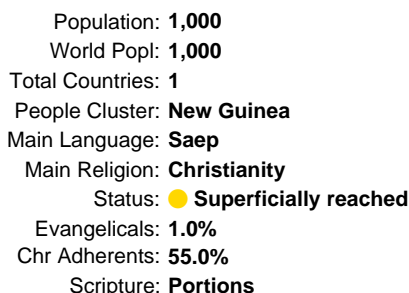 Population: 1,000
World Popl: 1,000
Total Countries: 1
People Cluster: New Guinea
Main Language: Saep
Main Religion: Christianity
Status: Superficially reached
Evangelicals: 1.0%
Chr Adherents: 55.0%
Scripture: Portions